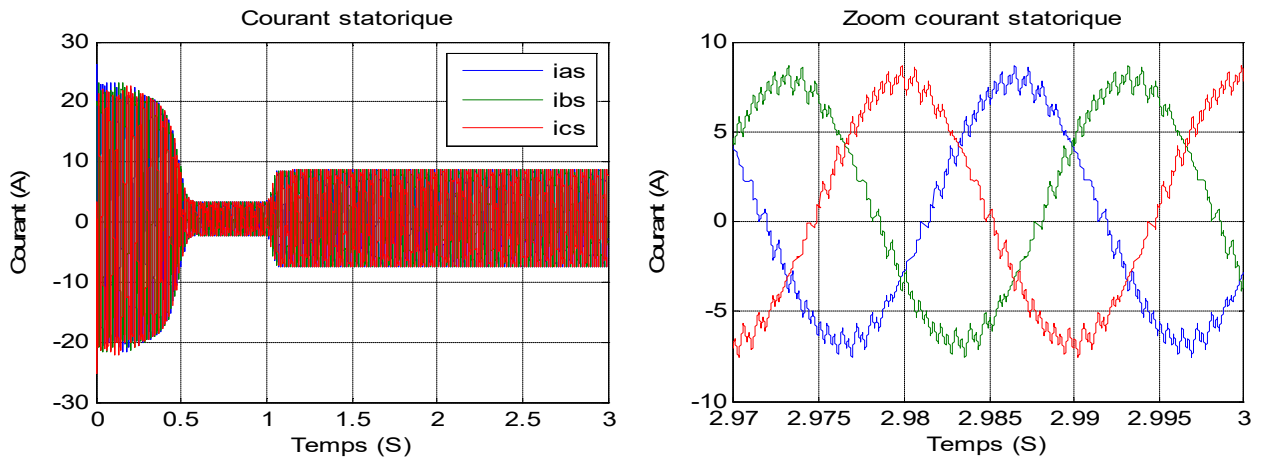 Courant statorique
Courant (A)
30
20
10
0
-10
-20
-30
ias
ibs
ics
0
0.5
1
1.5
2
2.5
3
Temps (S)
Zoom courant statorique
Courant (A)
10
5
0
-5
-10
2.97
2.975
2.98
2.985
2.99
2.995
3
Temps (S)